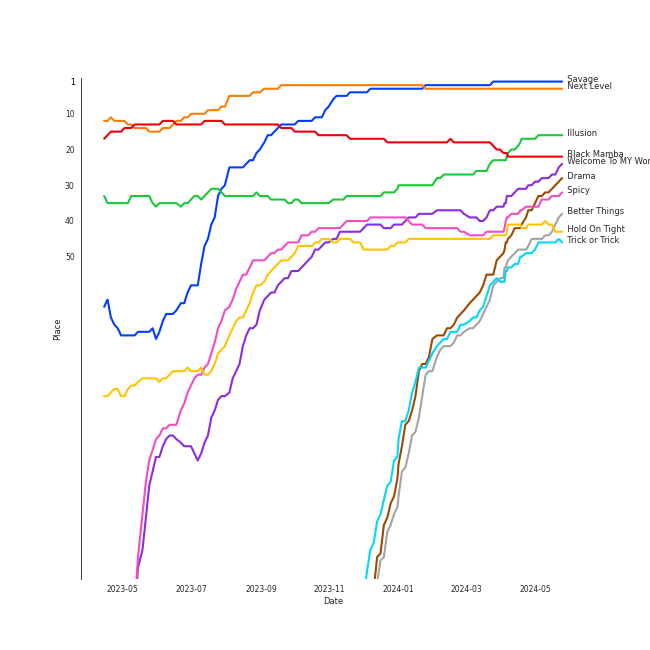 Savage
Next Level
Illusion
Black Mamba
Welcome To MY Wor
Drama
Spicy
Better Things
Hold On Tight
Trick or Trick
1
10
20
30
40
50
Place
2023-05
2023-07
2023-09
2023-11
2024-01
2024-03
2024-05
Date